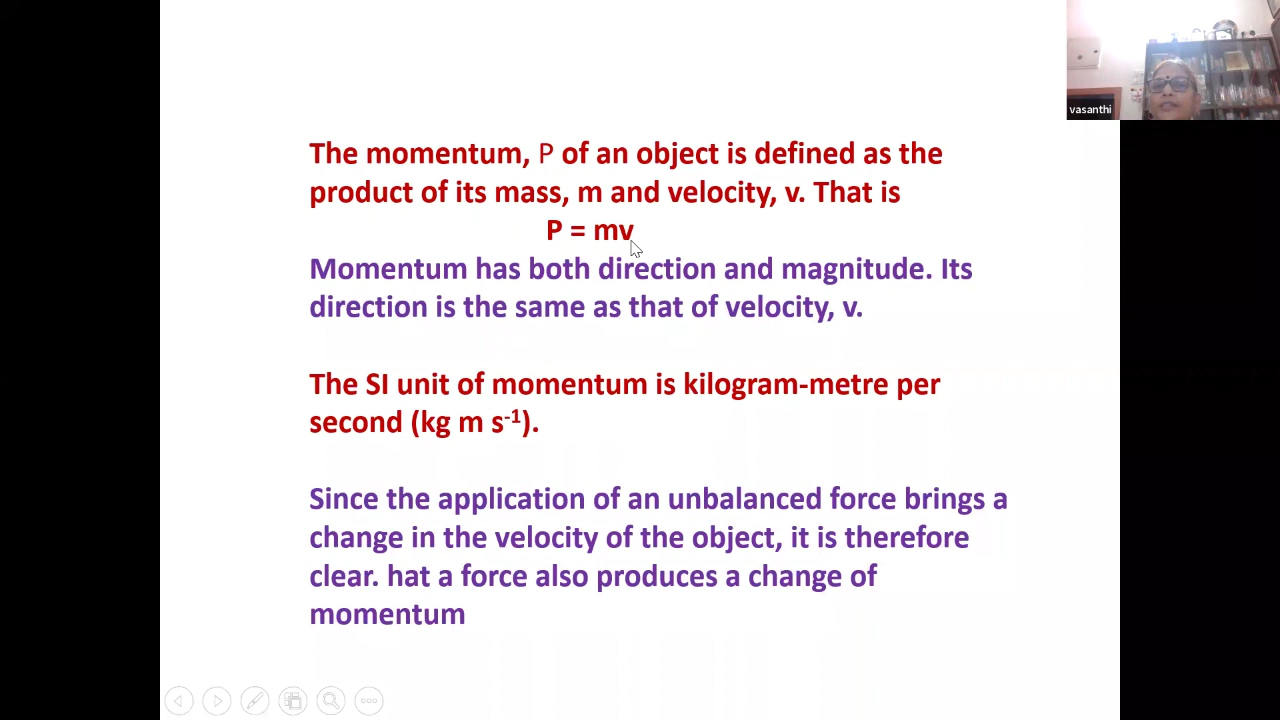 vasanthi
The momentum, P of an object is defined as the
product of its mass, m and velocity, v. That is
P = mv
Momentum has both direction and magnitude. Its
direction is the same as that of velocity, v.
The SI unit of momentum is kilogram-metre per
second (kg m s⁻¹).
Since the application of an unbalanced force brings a
change in the velocity of the object, it is therefore
clear. hat a force also produces a change of
momentum